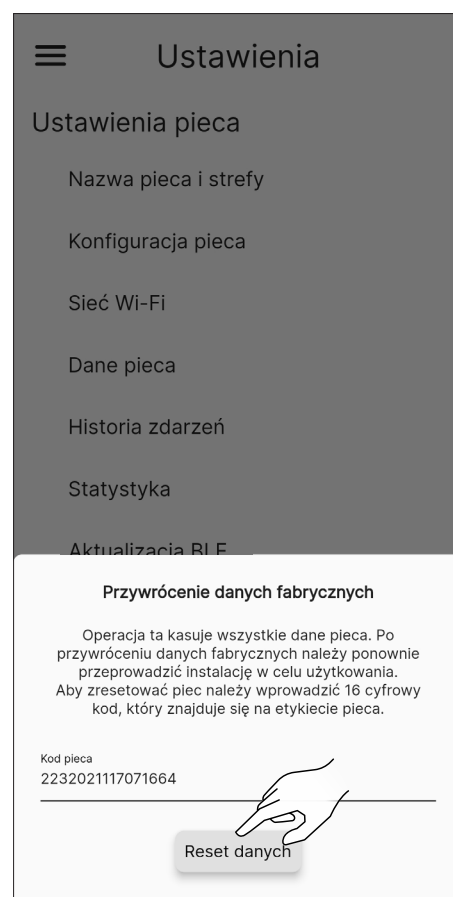 Ustawienia
Ustawienia pieca
Nazwa pieca i strefy
Konfiguracja pieca
Sieć Wi-Fi
Dane pieca
Historia zdarzeń
Statystyka
Aktualizacja BLE
Przywrócenie danych fabrycznych
Operacja ta kasuje wszystkie dane pieca. Po
przywróceniu danych fabrycznych należy ponownie
przeprowadzić instalację w celu użytkowania.
Aby zresetować piec należy wprowadzić 16 cyfrowy
kod, który znajduje się na etykiecie pieca.
Kod pieca
2232021117071664
Reset danych